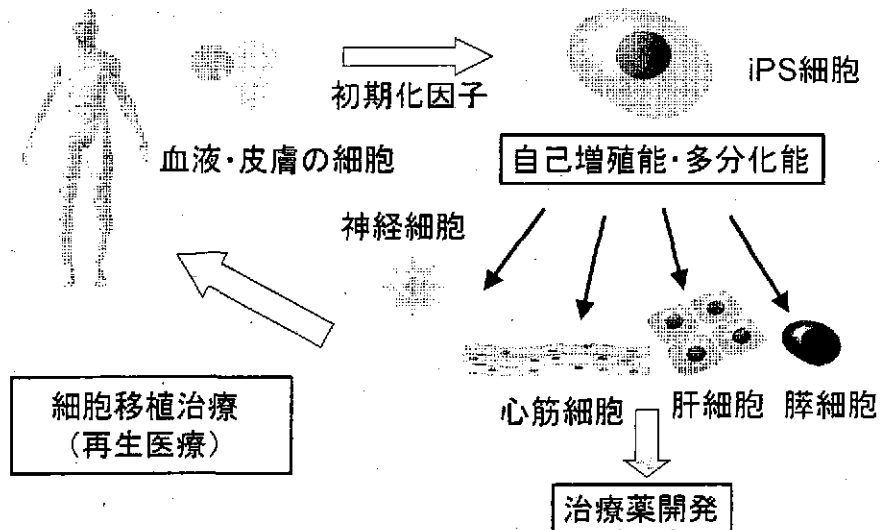 初期化因子
iPS細胞
血液・皮膚の細胞
自己増殖能・多分化能
神経細胞
心筋細胞
肝細胞
膵細胞
細胞移植治療
(再生医療)
治療薬開発